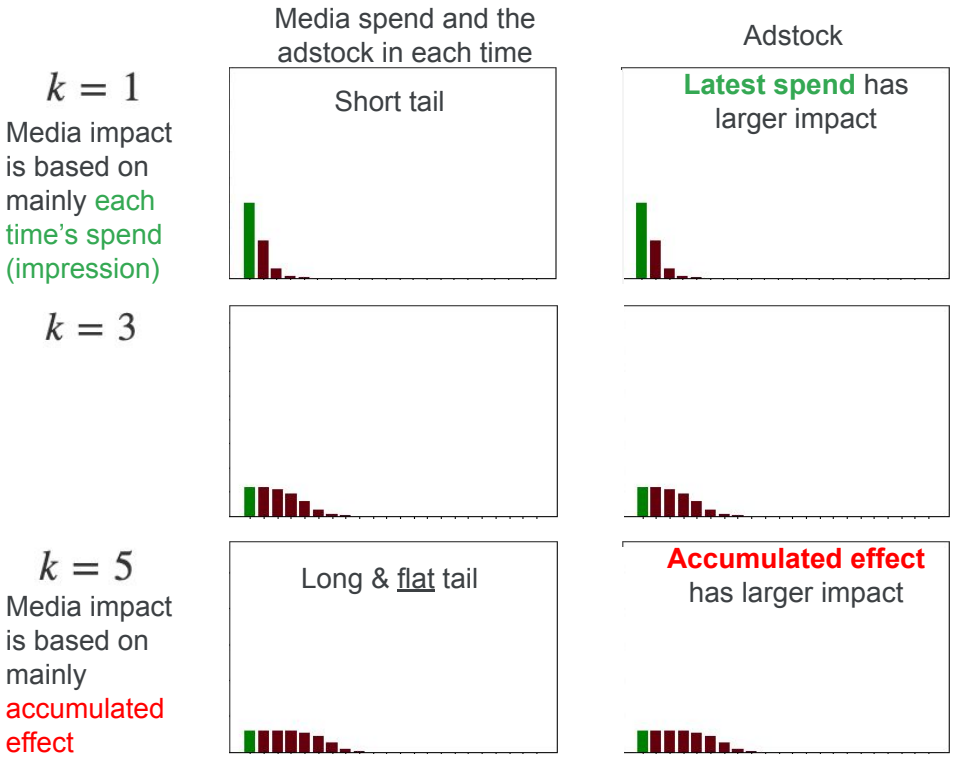 Media spend and the
adstock in each time
Adstock
k = 1
Media impact
is based on
mainly each
time's spend
(impression)
Short tail
Latest spend has
larger impact
k = 3
k = 5
Media impact
is based on
mainly
accumulated
effect
Long & flat tail
Accumulated effect
has larger impact